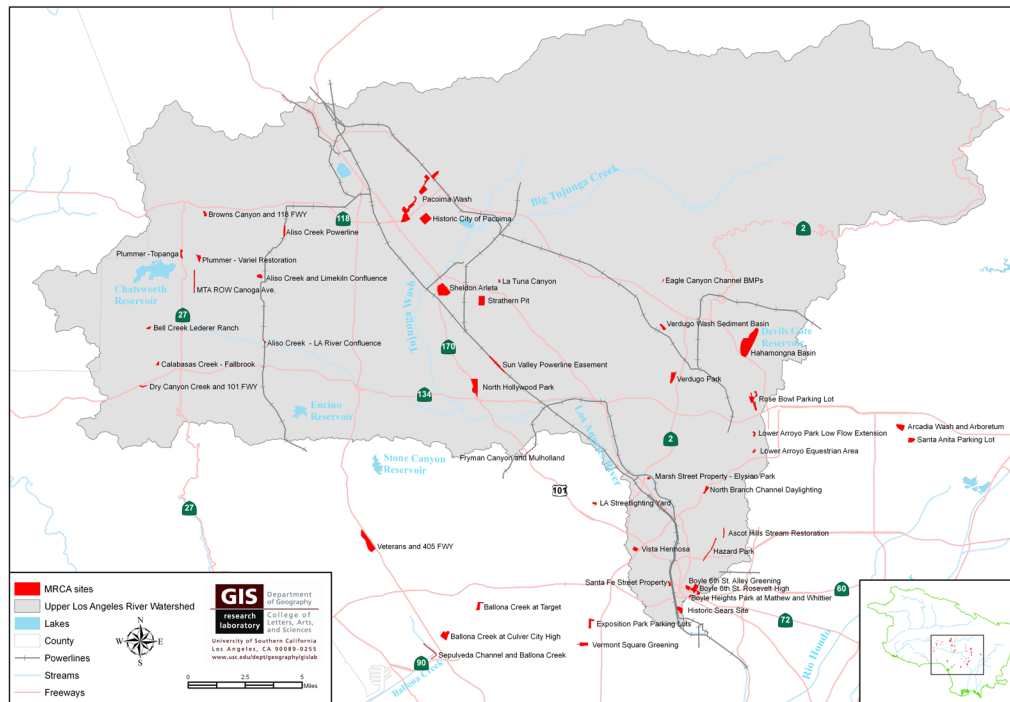 Pacoima Wash
Big Tujunga Creek
Browns Canyon and 118 FWY
118
Historic City of Pacoima
2
Aliso Creek Powerline
Plummer -Topanga
Plummer - Variel Restoration
Chatsworth
Reservoir
Aliso Creek and Limekiln Confluence
MTA ROW Canoga Ave.
La Tuna Canyon
Eagle Canyon Channel BMPs
Sheldon Arleta
Strathern Pit
Tujunga Wash
27
Bell Creek Lederer Ranch
Verdugo Wash Sediment Basin
Devils Gate
Reservoir
Hahamongna Basin
Aliso Creek - LA River Confluence
170
Calabasas Creek - Fallbrook
Sun Valley Powerline Easement
Dry Canyon Creek and 101 FWY
134
North Hollywood Park
Verdugo Park
Rose Bowl Parking Lot
Encino
Reservoir
Los Angeles River
Arcadia Wash and Arboretum
Lower Arroyo Park Low Flow Extension
2
Santa Anita Parking Lot
Lower Arroyo Equestrian Area
Stone Canyon
Reservoir
Fryman Canyon and Mulholland
Marsh Street Property - Elysian Park
101
North Branch Channel Daylighting
LA Streetlighting Yard
27
Ascot Hills Stream Restoration
Veterans and 405 FWY
Vista Hermosa
Hazard Park
Santa Fe Street Property
Boyle 6th St. Alley Greening
Boyle 6th St. Rosevelt High
60
Boyle Heights Park at Mathew and Whittier
Ballona Creek at Target
Historic Sears Site
Exposition Park Parking Lots
72
Ballona Creek at Culver City High
Vermont Square Greening
Sepulveda Channel and Ballona Creek
90
Ballona Creek
Rio Hondo
MRCA sites
Upper Los Angeles River Watershed
Lakes
County
Powerlines
Streams
Freeways
N
W E
S
GIS
research
laboratory
Department
of Geography
College of
Letters, Arts,
and Sciences
University of Southern California
Los Angeles, CA 90089-0255
www.usc.edu/dept/geography/gislab
0 2.5 5
Miles